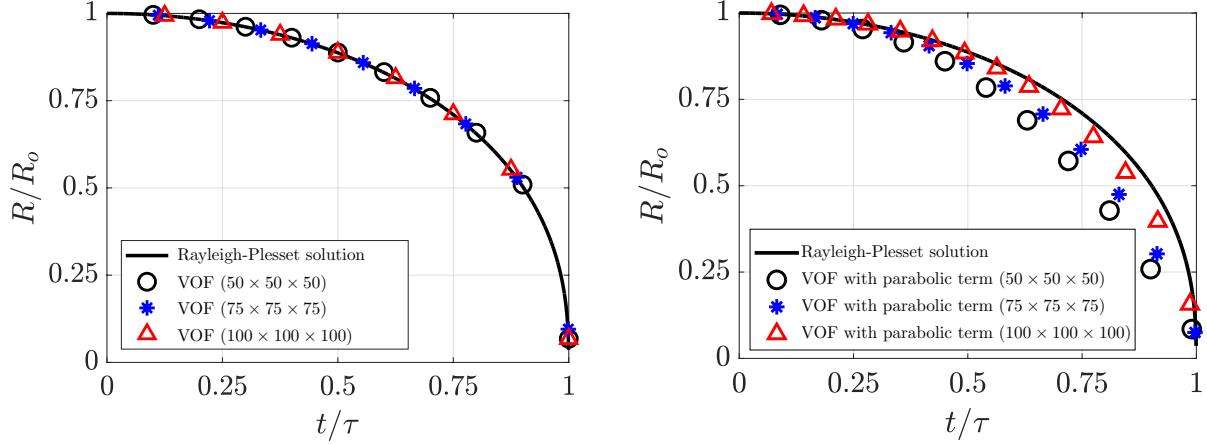 1
0.75
0.5
0.25
0
R/R_o
Rayleigh-Plesset solution
VOF (50 × 50 × 50)
VOF (75 × 75 × 75)
VOF (100 × 100 × 100)
0 0.25 0.5 0.75 1
t/τ
1
0.75
0.5
0.25
0
R/R_o
Rayleigh-Plesset solution
VOF with parabolic term (50 × 50 × 50)
VOF with parabolic term (75 × 75 × 75)
VOF with parabolic term (100 × 100 × 100)
0 0.25 0.5 0.75 1
t/τ